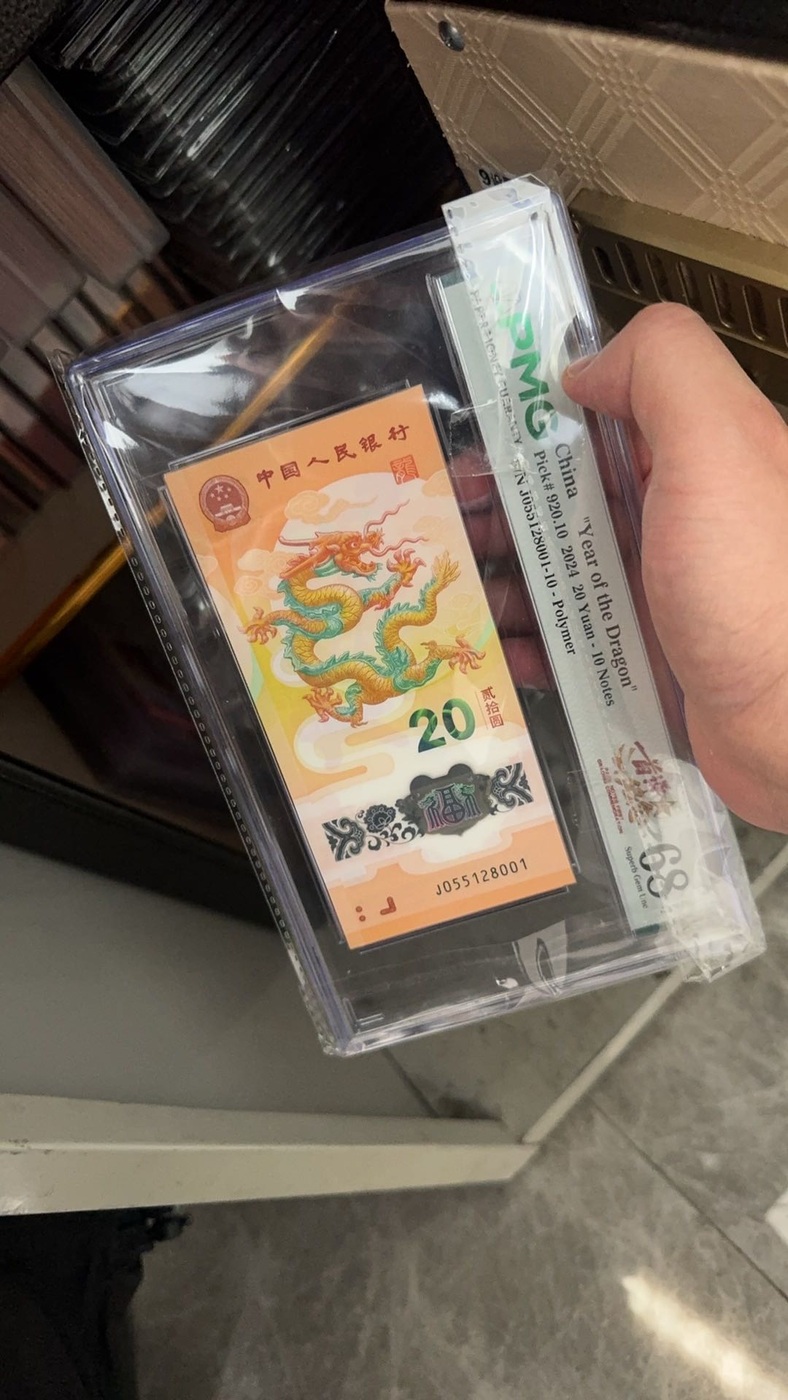 中国人民银行
20
贰拾圆
J055128001
PMG
China "Year of the Dragon"
Pick# 920.10 2024 20 Yuan - 10 Notes
S/N J055128001-10 - Polymer
68
Superb Gem Unc